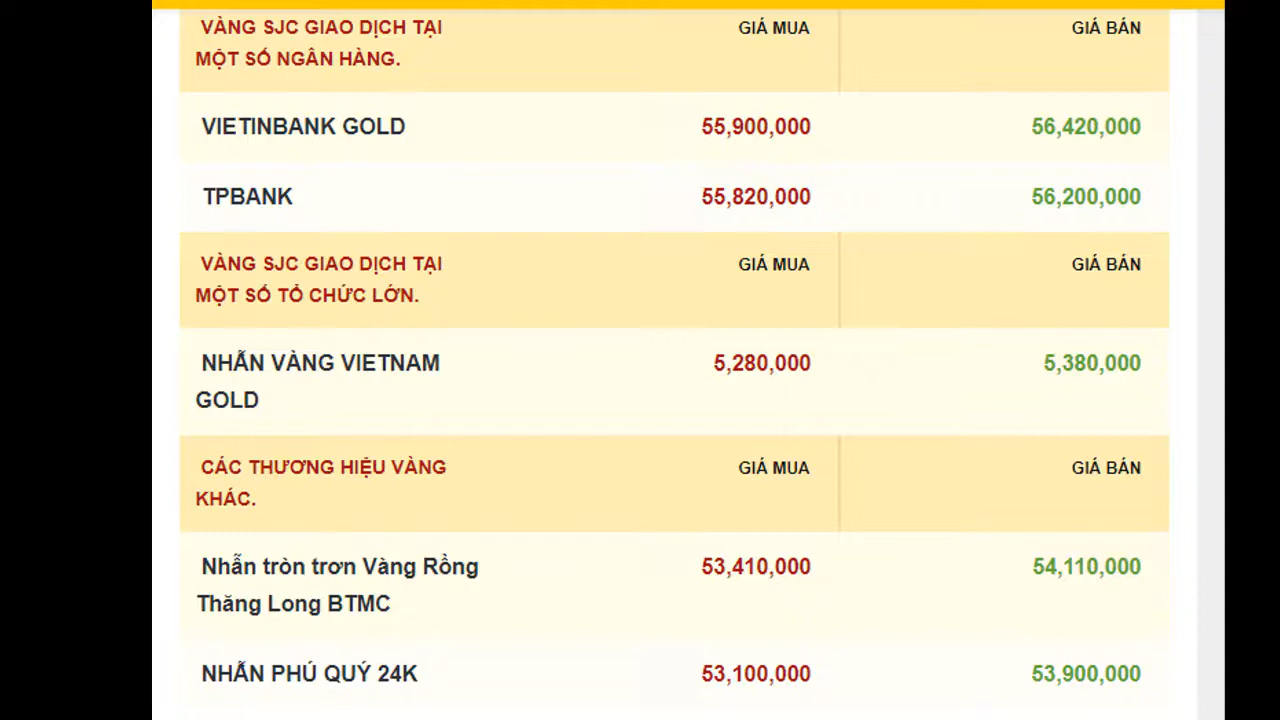 VÀNG SJC GIAO DỊCH TẠI GIÁ MUA GIÁ BÁN
MỘT SỐ NGÂN HÀNG.
VIETINBANK GOLD 55,900,000 56,420,000
TPBANK 55,820,000 56,200,000
VÀNG SJC GIAO DỊCH TẠI GIÁ MUA GIÁ BÁN
MỘT SỐ TỔ CHỨC LỚN.
NHẪN VÀNG VIETNAM 5,280,000 5,380,000
GOLD
CÁC THƯƠNG HIỆU VÀNG GIÁ MUA GIÁ BÁN
KHÁC.
Nhẫn tròn trơn Vàng Rồng 53,410,000 54,110,000
Thăng Long BTMC
NHẪN PHÚ QUÝ 24K 53,100,000 53,900,000